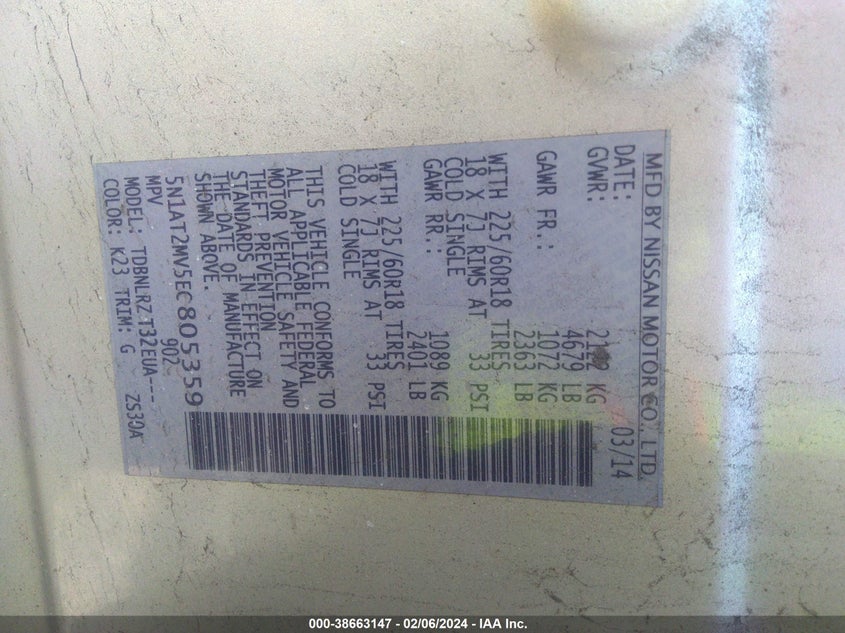 MFD BY NISSAN MOTOR CO., LTD.
DATE: 03/14
GVWR: KG
4679 LB
GAWR FR.: 1072 KG
2363 LB
WITH 225/60R18 TIRES
18 X 7J RIMS AT 33 PSI
COLD SINGLE
GAWR RR.: 1089 KG
2401 LB
WITH 225/60R18 TIRES
18 X 7J RIMS AT 33 PSI
COLD SINGLE
THIS VEHICLE CONFORMS TO
ALL APPLICABLE FEDERAL
MOTOR VEHICLE SAFETY AND
THEFT PREVENTION
STANDARDS IN EFFECT ON
THE DATE OF MANUFACTURE
SHOWN ABOVE.
5N1AT2MV5EC805359
MPV 902
MODEL: TDBNLRZ T32EUA---
COLOR: K23 TRIM: G ZS30A
000-38663147 - 02/06/2024 - IAA Inc.